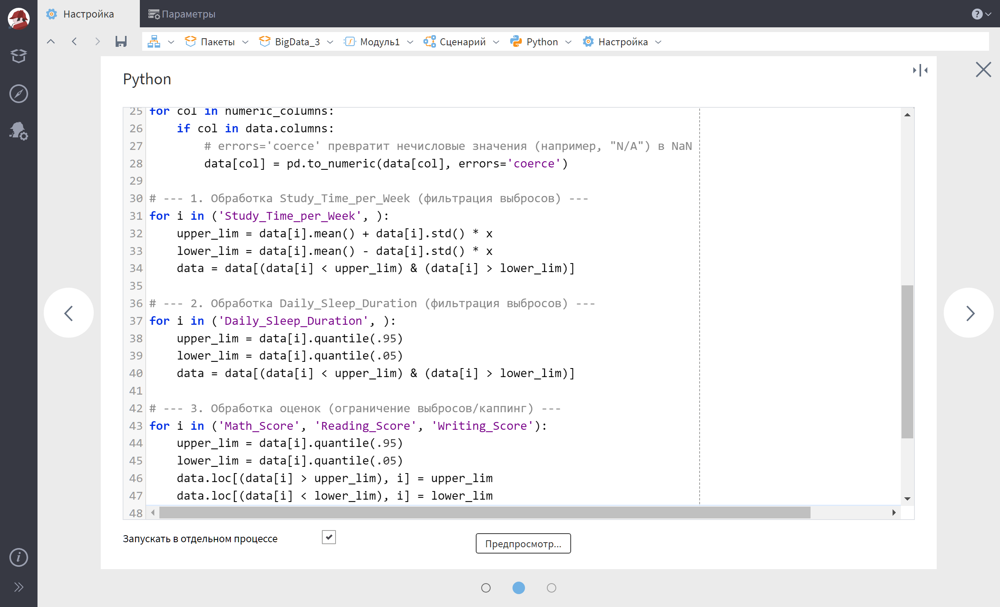 Настройка
Параметры
?
Пакеты
BigData_3
Модуль1
Сценарий
Python
Настройка
Python
25 for col in numeric_columns:
26     if col in data.columns:
27         # errors='coerce' превратит нечисловые значения (например, "N/A") в NaN
28         data[col] = pd.to_numeric(data[col], errors='coerce')
29
30 # --- 1. Обработка Study_Time_per_Week (фильтрация выбросов) ---
31 for i in ('Study_Time_per_Week', ):
32     upper_lim = data[i].mean() + data[i].std() * x
33     lower_lim = data[i].mean() - data[i].std() * x
34     data = data[(data[i] < upper_lim) & (data[i] > lower_lim)]
35
36 # --- 2. Обработка Daily_Sleep_Duration (фильтрация выбросов) ---
37 for i in ('Daily_Sleep_Duration', ):
38     upper_lim = data[i].quantile(.95)
39     lower_lim = data[i].quantile(.05)
40     data = data[(data[i] < upper_lim) & (data[i] > lower_lim)]
41
42 # --- 3. Обработка оценок (ограничение выбросов/каппинг) ---
43 for i in ('Math_Score', 'Reading_Score', 'Writing_Score'):
44     upper_lim = data[i].quantile(.95)
45     lower_lim = data[i].quantile(.05)
46     data.loc[(data[i] > upper_lim), i] = upper_lim
47     data.loc[(data[i] < lower_lim), i] = lower_lim
48
Запускать в отдельном процессе
Предпросмотр...